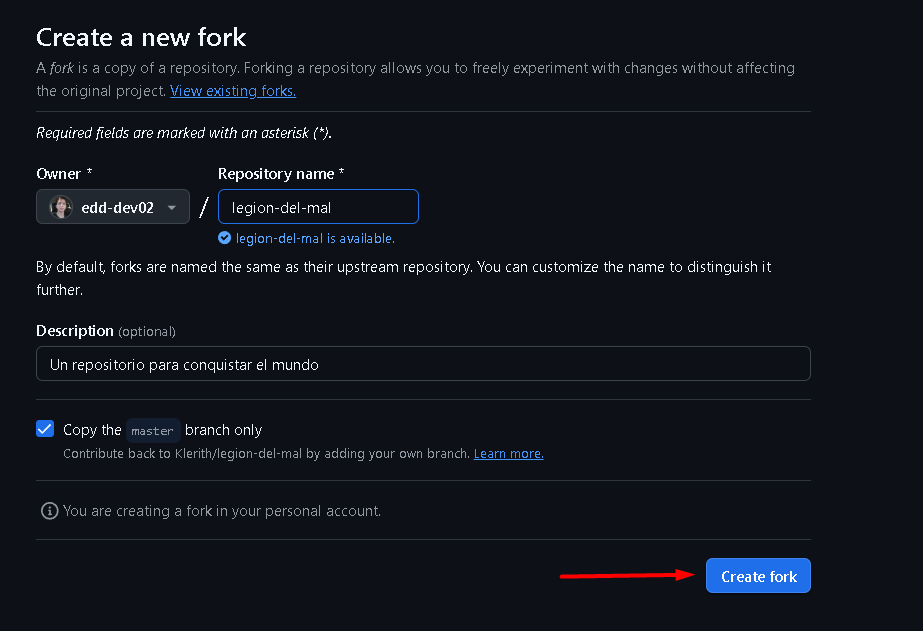 Create a new fork
A fork is a copy of a repository. Forking a repository allows you to freely experiment with changes without affecting
the original project. View existing forks.
Required fields are marked with an asterisk (*).
Owner *
Repository name *
edd-dev02 / legion-del-mal
legion-del-mal is available.
By default, forks are named the same as their upstream repository. You can customize the name to distinguish it
further.
Description (optional)
Un repositorio para conquistar el mundo
Copy the master branch only
Contribute back to Klerith/legion-del-mal by adding your own branch. Learn more.
You are creating a fork in your personal account.
Create fork